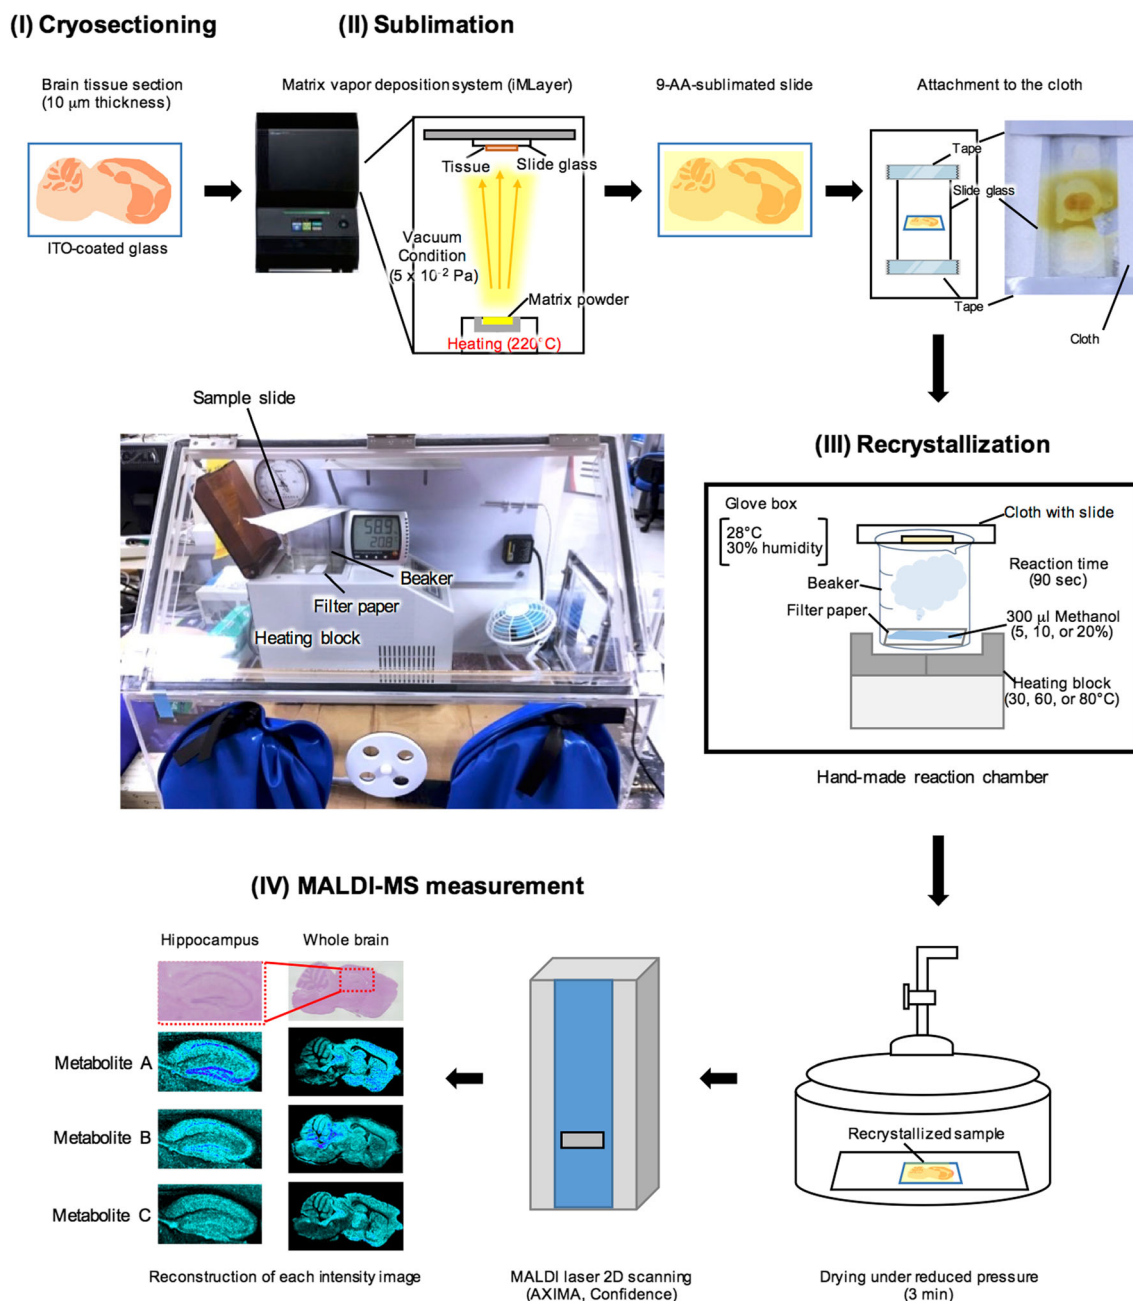 (I) Cryosectioning
(II) Sublimation
Brain tissue section
(10 μm thickness)
ITO-coated glass
Matrix vapor deposition system (iMLayer)
Tissue
Slide glass
Vacuum
Condition
(5 x 10⁻² Pa)
Matrix powder
Heating (220°C)
9-AA-sublimated slide
Attachment to the cloth
Tape
Slide glass
Tape
Cloth
Sample slide
58.9
20.8
Beaker
Filter paper
Heating block
(III) Recrystallization
Glove box
28°C
30% humidity
Cloth with slide
Reaction time
(90 sec)
Beaker
Filter paper
300 μl Methanol
(5, 10, or 20%)
Heating block
(30, 60, or 80°C)
Hand-made reaction chamber
(IV) MALDI-MS measurement
Hippocampus
Whole brain
Metabolite A
Metabolite B
Metabolite C
Reconstruction of each intensity image
MALDI laser 2D scanning
(AXIMA, Confidence)
Recrystallized sample
Drying under reduced pressure
(3 min)